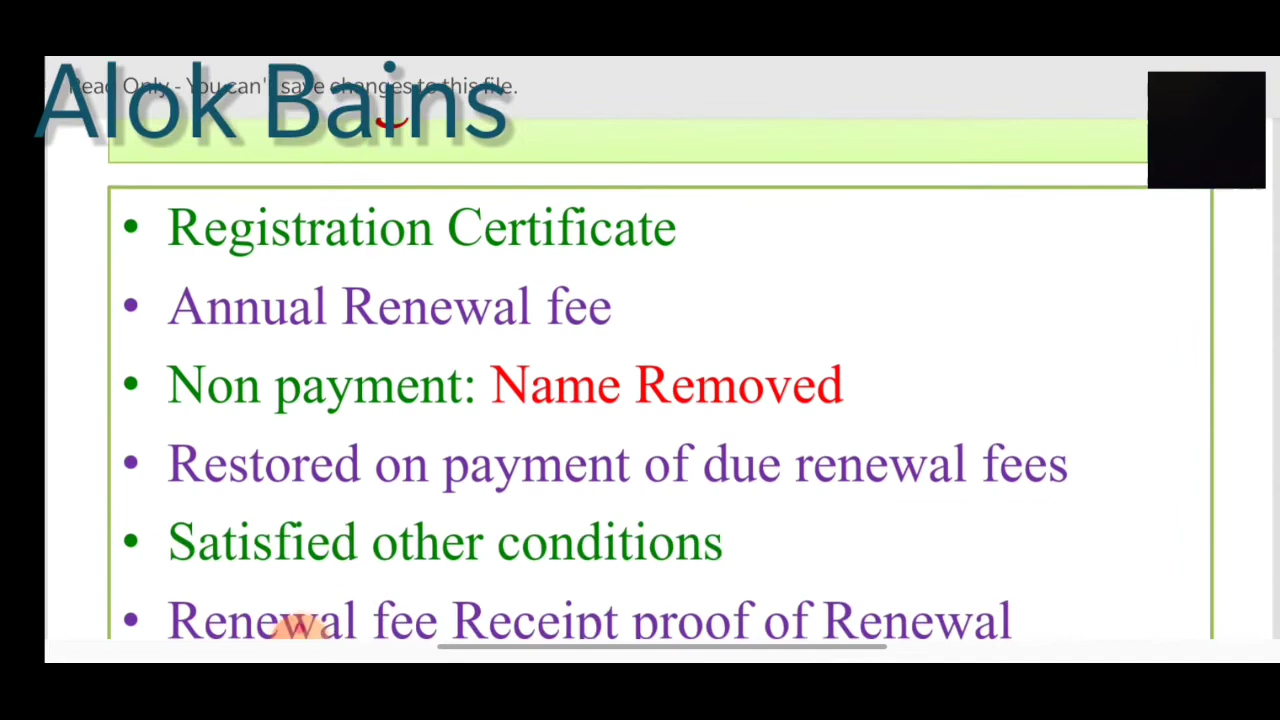 Read Only - You can't save changes to this file.
Alok Bains
• Registration Certificate
• Annual Renewal fee
• Non payment: Name Removed
• Restored on payment of due renewal fees
• Satisfied other conditions
• Renewal fee Receipt proof of Renewal